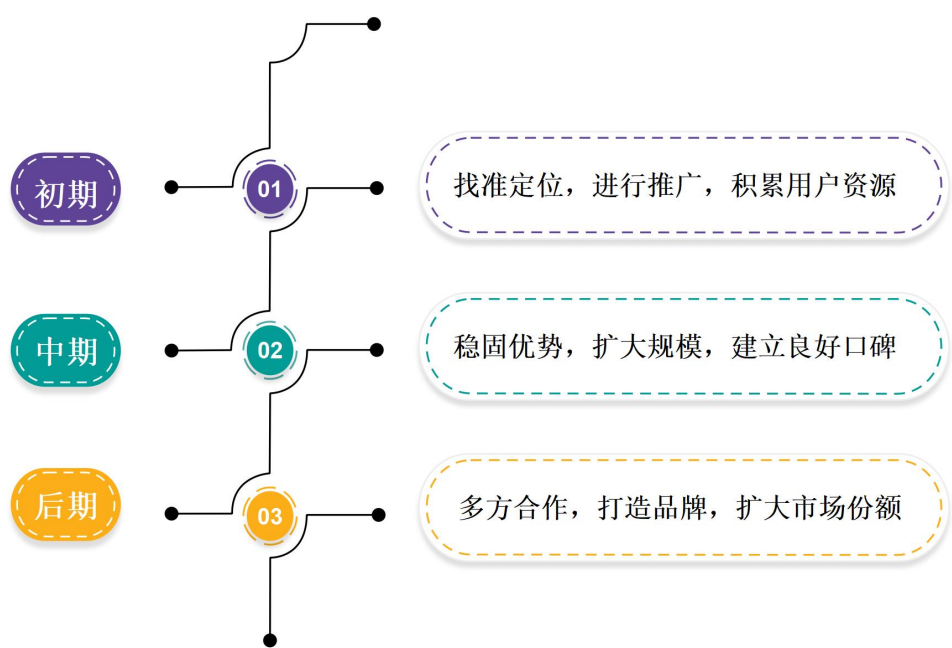 初期
01
找准定位，进行推广，积累用户资源
中期
02
稳固优势，扩大规模，建立良好口碑
后期
03
多方合作，打造品牌，扩大市场份额